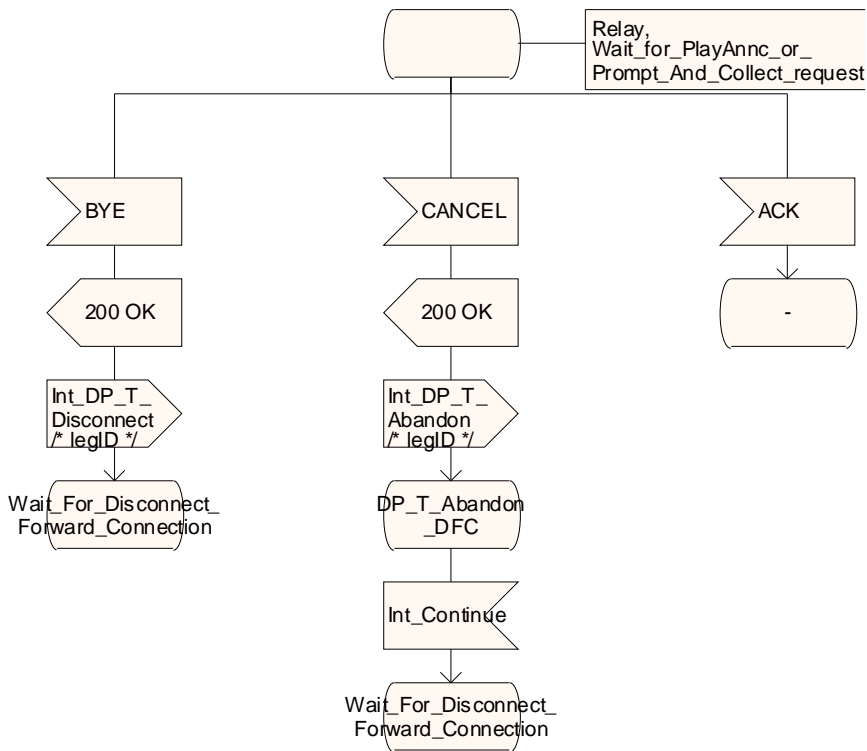 Relay,
Wait_for_PlayAnnc_or_
Prompt_And_Collect_request
BYE
CANCEL
ACK
200 OK
200 OK
-
Int_DP_T_
Disconnect
/* legID */
Int_DP_T_
Abandon
/* legID */
Wait_For_Disconnect_
Forward_Connection
DP_T_Abandon
_DFC
Int_Continue
Wait_For_Disconnect_
Forward_Connection